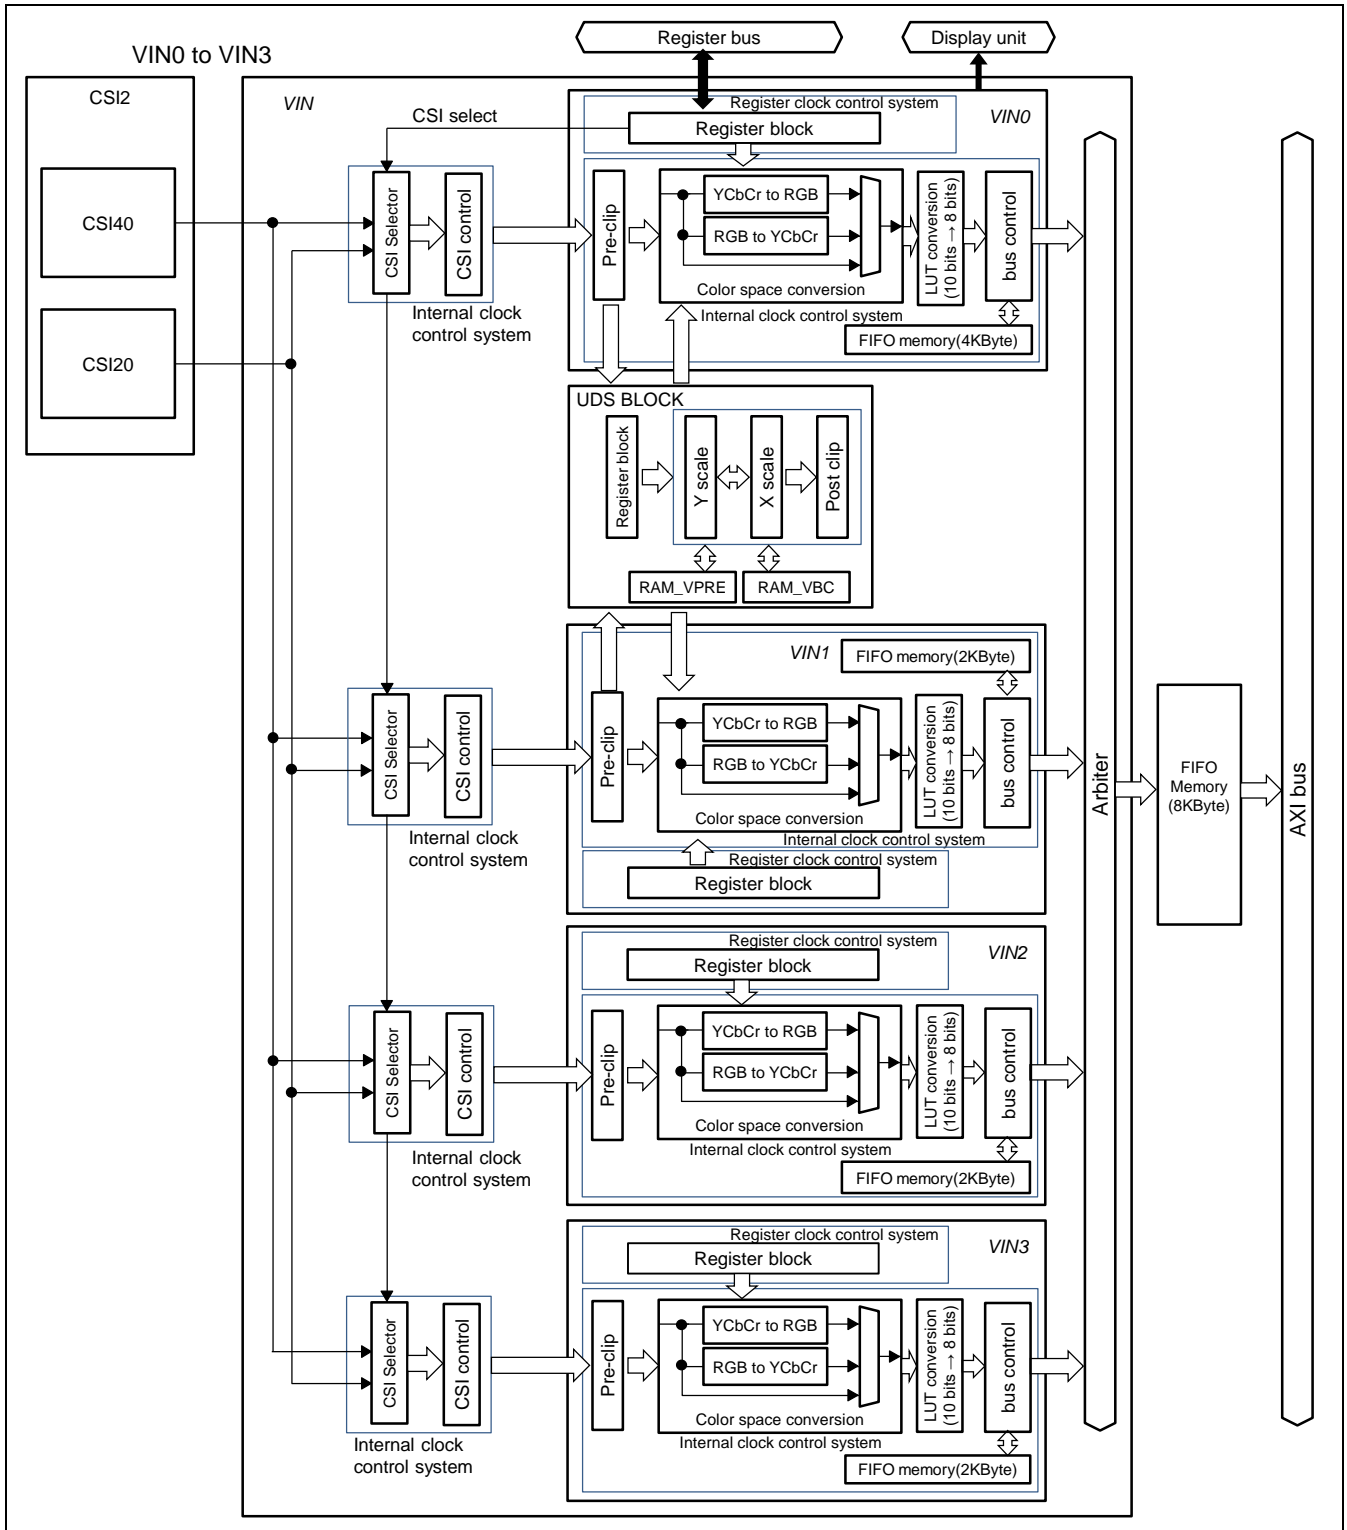 Register bus
Display unit
VIN0 to VIN3
CSI2
CSI40
CSI20
VIN
CSI select
Register clock control system
VIN0
Register block
CSI Selector
CSI control
Internal clock
control system
Pre-clip
YCbCr to RGB
RGB to YCbCr
Color space conversion
Internal clock control system
LUT conversion
(10 bits → 8 bits)
bus control
FIFO memory(4KByte)
UDS BLOCK
Register block
Y scale
X scale
Post clip
RAM_VPRE
RAM_VBC
VIN1
FIFO memory(2KByte)
CSI Selector
CSI control
Internal clock
control system
Pre-clip
YCbCr to RGB
RGB to YCbCr
Color space conversion
Internal clock control system
LUT conversion
(10 bits → 8 bits)
bus control
Register clock control system
Register block
Arbiter
FIFO
Memory
(8KByte)
AXI bus
Register clock control system
VIN2
Register block
CSI Selector
CSI control
Internal clock
control system
Pre-clip
YCbCr to RGB
RGB to YCbCr
Color space conversion
Internal clock control system
LUT conversion
(10 bits → 8 bits)
bus control
FIFO memory(2KByte)
Register clock control system
VIN3
Register block
CSI Selector
CSI control
Internal clock
control system
Pre-clip
YCbCr to RGB
RGB to YCbCr
Color space conversion
Internal clock control system
LUT conversion
(10 bits → 8 bits)
bus control
FIFO memory(2KByte)